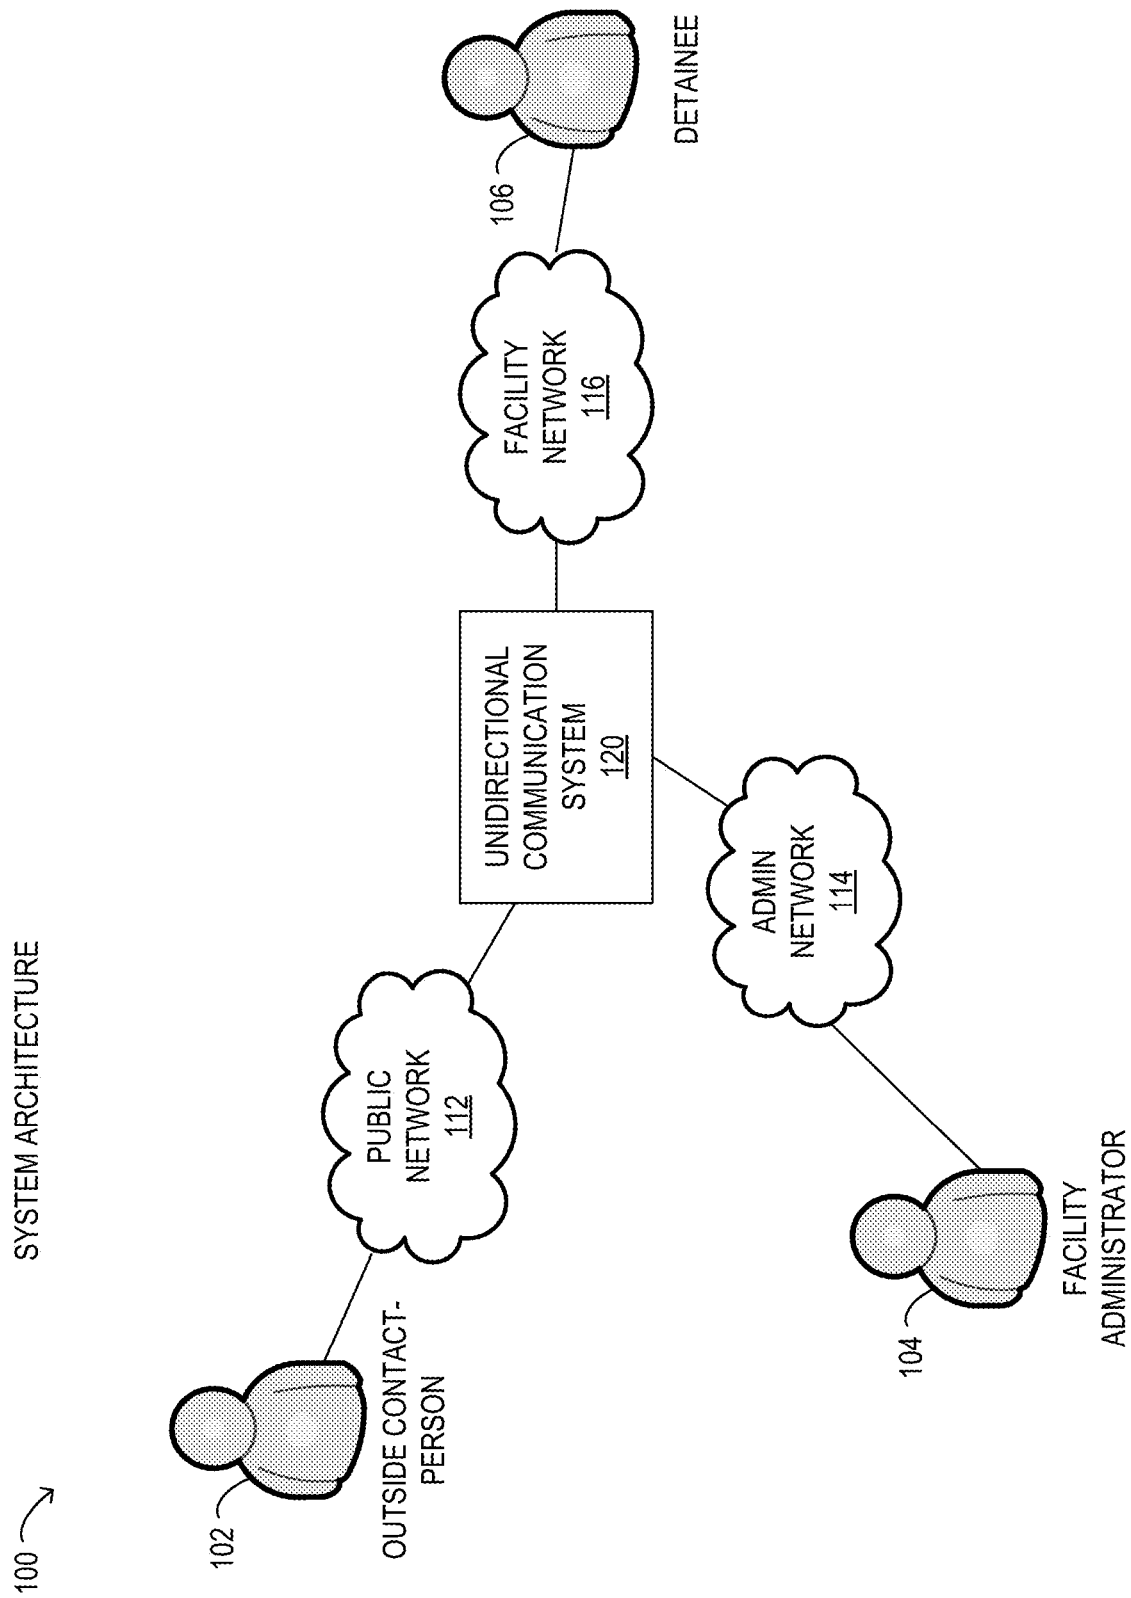 100
SYSTEM ARCHITECTURE
102
OUTSIDE CONTACT-
PERSON
PUBLIC
NETWORK
112
UNIDIRECTIONAL
COMMUNICATION
SYSTEM
120
FACILITY
NETWORK
116
106
DETAINEE
ADMIN
NETWORK
114
104
FACILITY
ADMINISTRATOR